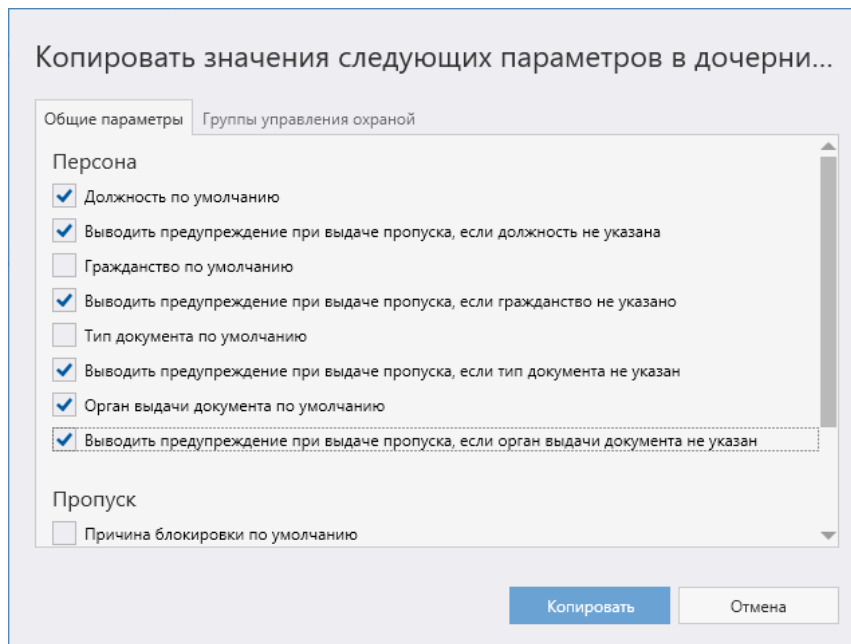 Копировать значения следующих параметров в дочерни...
Общие параметры
Группы управления охраной
Персона
Должность по умолчанию
Выводить предупреждение при выдаче пропуска, если должность не указана
Гражданство по умолчанию
Выводить предупреждение при выдаче пропуска, если гражданство не указано
Тип документа по умолчанию
Выводить предупреждение при выдаче пропуска, если тип документа не указан
Орган выдачи документа по умолчанию
Выводить предупреждение при выдаче пропуска, если орган выдачи документа не указан
Пропуск
Причина блокировки по умолчанию
Копировать
Отмена